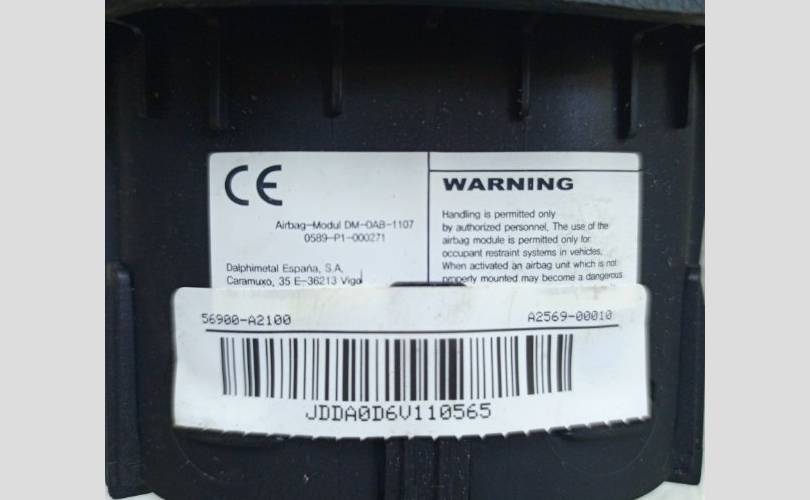 CE
Airbag-Modul DM-DAB-1107
0589-P1-000271
Dalphimetal España, S.A,
Caramuxo, 35 E-36213 Vigo
WARNING
Handling is permitted only
by authorized personnel, The use of the
airbag module is permitted only for
occupant restraint systems in vehicles,
When activated an airbag unit which is not
properly mounted may become a dangerous
56900-A2100
A2569-00010
JDDA0D6V110565